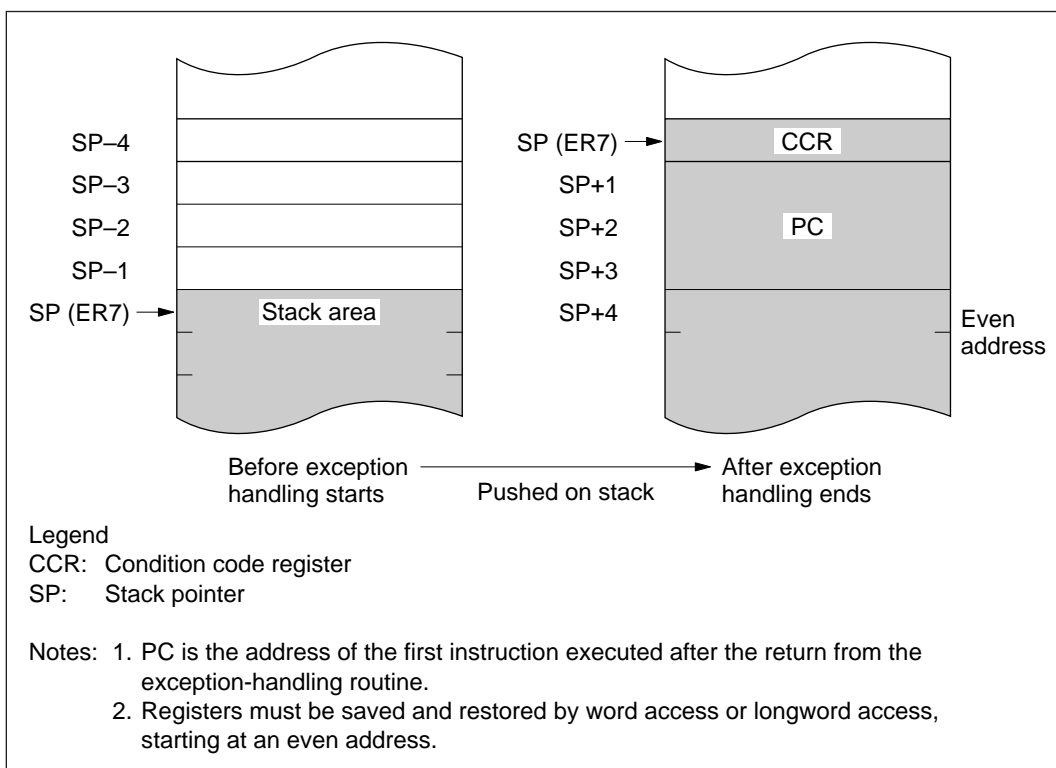 SP–4
SP–3
SP–2
SP–1
SP (ER7)
Stack area
SP (ER7)
SP+1
SP+2
SP+3
SP+4
CCR
PC
Even
address
Before exception
handling starts
Pushed on stack
After exception
handling ends
Legend
CCR: Condition code register
SP: Stack pointer
Notes: 1. PC is the address of the first instruction executed after the return from the
exception-handling routine.
2. Registers must be saved and restored by word access or longword access,
starting at an even address.